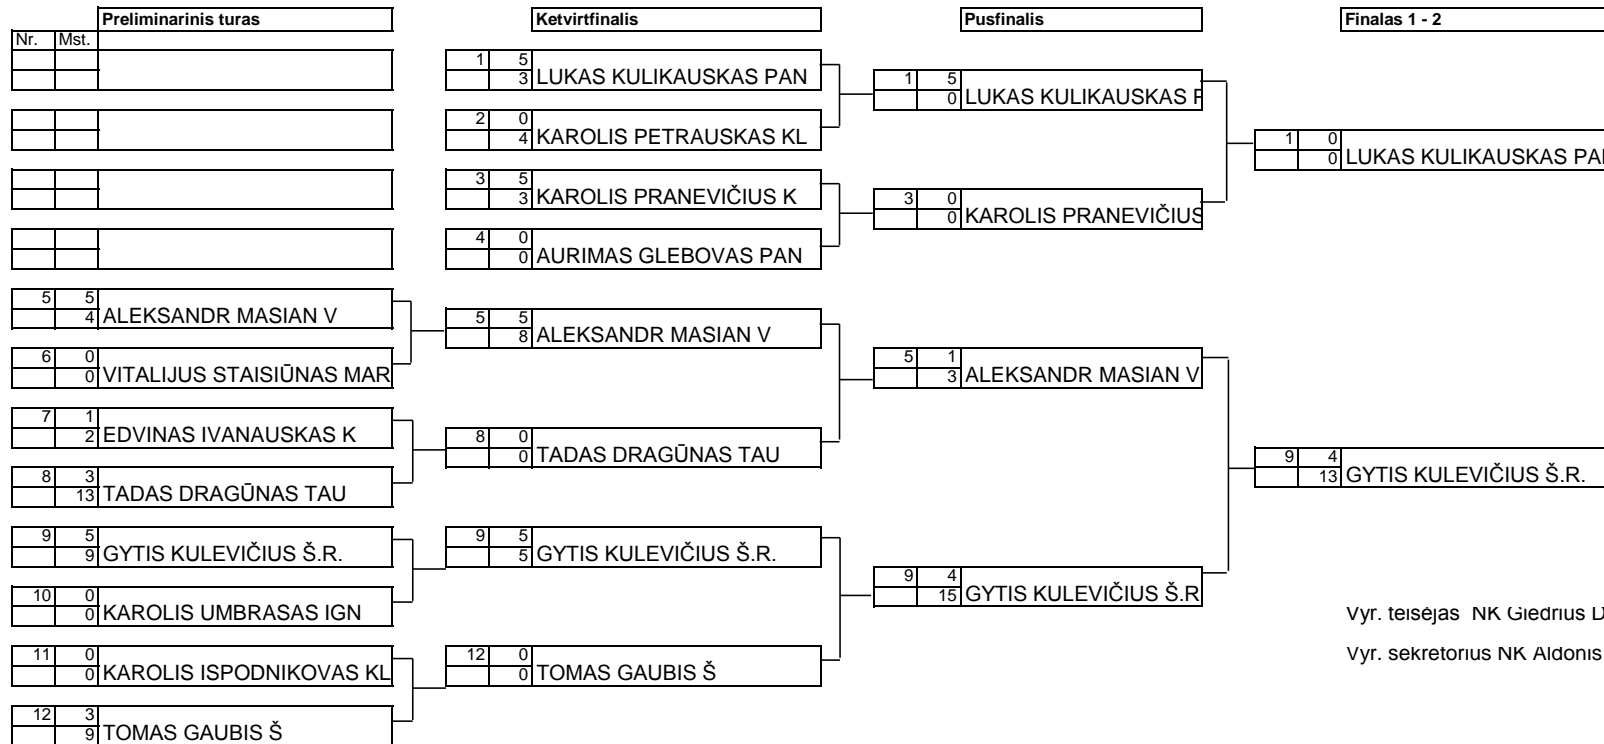 Preliminarinis turas Ketvirtfinalis Pusfinalis Finalas 1 - 2
Nr. Mst.
1 5
3 LUKAS KULIKAUSKAS PAN
1 5
0 LUKAS KULIKAUSKAS
2 0
4 KAROLIS PETRAUSKAS KL
1 0
0 LUKAS KULIKAUSKAS PAN
3 5
3 KAROLIS PRANEVIČIUS K
3 0
0 KAROLIS PRANEVIČIUS
4 0
0 AURIMAS GLEBOVAS PAN
5 5
4 ALEKSANDR MASIAN V
5 5
8 ALEKSANDR MASIAN V
6 0
0 VITALIJUS STAISIŪNAS MAR
5 1
3 ALEKSANDR MASIAN V
7 1
2 EDVINAS IVANAUSKAS K
8 0
0 TADAS DRAGŪNAS TAU
9 4
13 GYTIS KULEVIČIUS Š.R.
8 3
13 TADAS DRAGŪNAS TAU
9 5
9 GYTIS KULEVIČIUS Š.R.
9 5
5 GYTIS KULEVIČIUS Š.R.
9 4
15 GYTIS KULEVIČIUS Š.R
10 0
0 KAROLIS UMBRASAS IGN
Vyr. teisėjas NK Giedrius
11 0
0 KAROLIS ISPODNIKOVAS KL
12 0
0 TOMAS GAUBIS Š
Vyr. sekretorius NK Aldonis
12 3
9 TOMAS GAUBIS Š